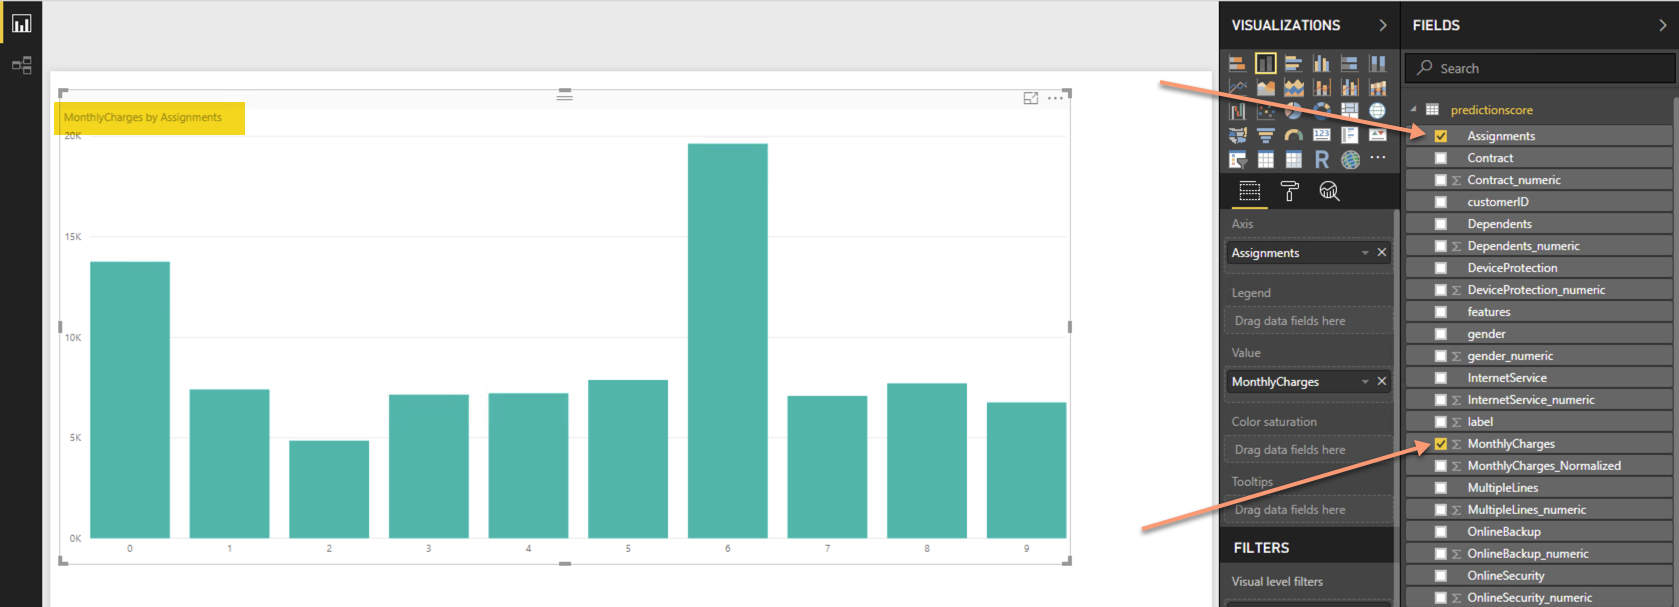 MonthlyCharges by Assignments
20K
15K
10K
5K
0K
0 1 2 3 4 5 6 7 8 9
VISUALIZATIONS
123
R
Axis
Assignments
Legend
Drag data fields here
Value
MonthlyCharges
Color saturation
Drag data fields here
Tooltips
Drag data fields here
FILTERS
Visual level filters
FIELDS
Search
predictionscore
Assignments
Contract
Σ Contract_numeric
customerID
Dependents
Σ Dependents_numeric
DeviceProtection
Σ DeviceProtection_numeric
features
gender
Σ gender_numeric
InternetService
Σ InternetService_numeric
Σ label
Σ MonthlyCharges
Σ MonthlyCharges_Normalized
MultipleLines
Σ MultipleLines_numeric
OnlineBackup
Σ OnlineBackup_numeric
OnlineSecurity
Σ OnlineSecurity_numeric